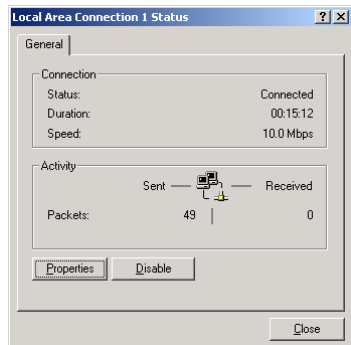 Local Area Connection 1 Status
General
Connection
Status: Connected
Duration: 00:15:12
Speed: 10.0 Mbps
Activity
Sent Received
Packets: 49 0
Properties Disable
Close